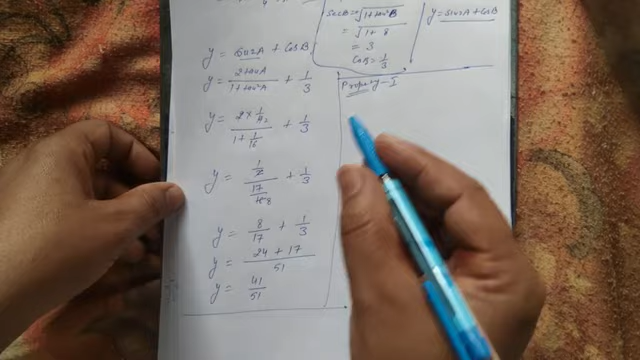 y = Sin2A + CosB
y = 2tanA / 1+tan²A + 1/3
y = 2×1/4 / 1+1/16 + 1/3
y = 1/2 / 17/16 8 + 1/3
y = 8/17 + 1/3
y = 24+17 / 51
y = 41/51
SecB = √1+tan²B
= √1+8
= 3
CosB = 1/3
y = Sin2A + CosB
Property-I